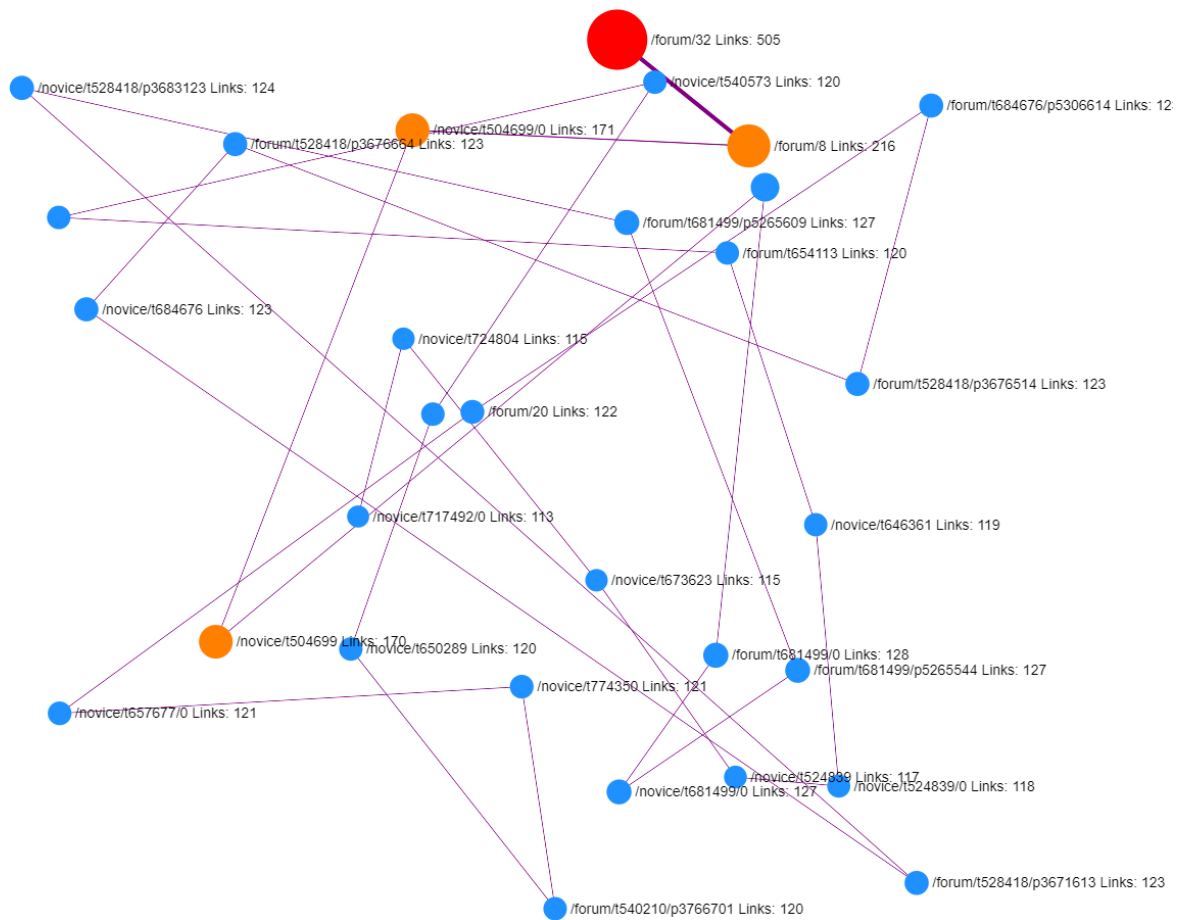 /forum/32 Links: 505
/novice/t540573 Links: 120
/novice/t528418/p3683123 Links: 124
/forum/t684676/p5306614 Links: 12
/novice/t504699/0 Links: 171
/forum/t528418/p3676664 Links: 123
/forum/8 Links: 216
/forum/t681499/p5265609 Links: 127
/forum/t654113 Links: 120
/novice/t684676 Links: 123
/novice/t724804 Links: 115
/forum/t528418/p3676514 Links: 123
/forum/20 Links: 122
/novice/t717492/0 Links: 113
/novice/t646361 Links: 119
/novice/t673623 Links: 115
/novice/t504699 Links: 170
/novice/t650289 Links: 120
/forum/t681499/0 Links: 128
/forum/t681499/p5265544 Links: 127
/novice/t774350 Links: 121
/novice/t657677/0 Links: 121
/novice/t524839 Links: 117
/novice/t524839/0 Links: 118
/novice/t681499/0 Links: 127
/forum/t528418/p3671613 Links: 123
/forum/t540210/p3766701 Links: 120